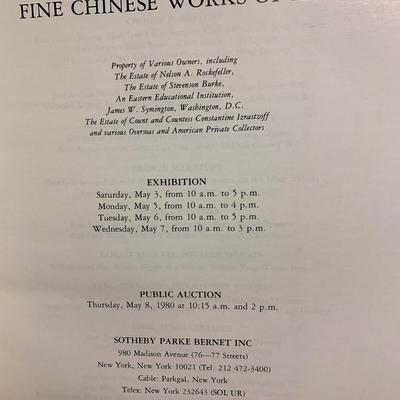 FINE CHINESE WORKS O
Property of Various Owners, including
The Estate of Nelson A. Rockefeller,
The Estate of Stevenson Burke,
An Eastern Educational Institution,
James W. Symington, Washington, D.C.
The Estate of Count and Countess Constantine Izrastzoff
and various Overseas and American Private Collectors
EXHIBITION
Saturday, May 3, from 10 a.m. to 5 p.m.
Monday, May 5, from 10 a.m. to 4 p.m.
Tuesday, May 6, from 10 a.m. to 5 p.m.
Wednesday, May 7, from 10 a.m. to 3 p.m.
PUBLIC AUCTION
Thursday, May 8, 1980 at 10:15 a.m. and 2 p.m.
SOTHEBY PARKE BERNET INC
980 Madison Avenue (76—77 Streets)
New York, New York 10021 (Tel. 212 472-3400)
Cable: Parkgal, New York
Telex: New York 232643 (SOL UR)